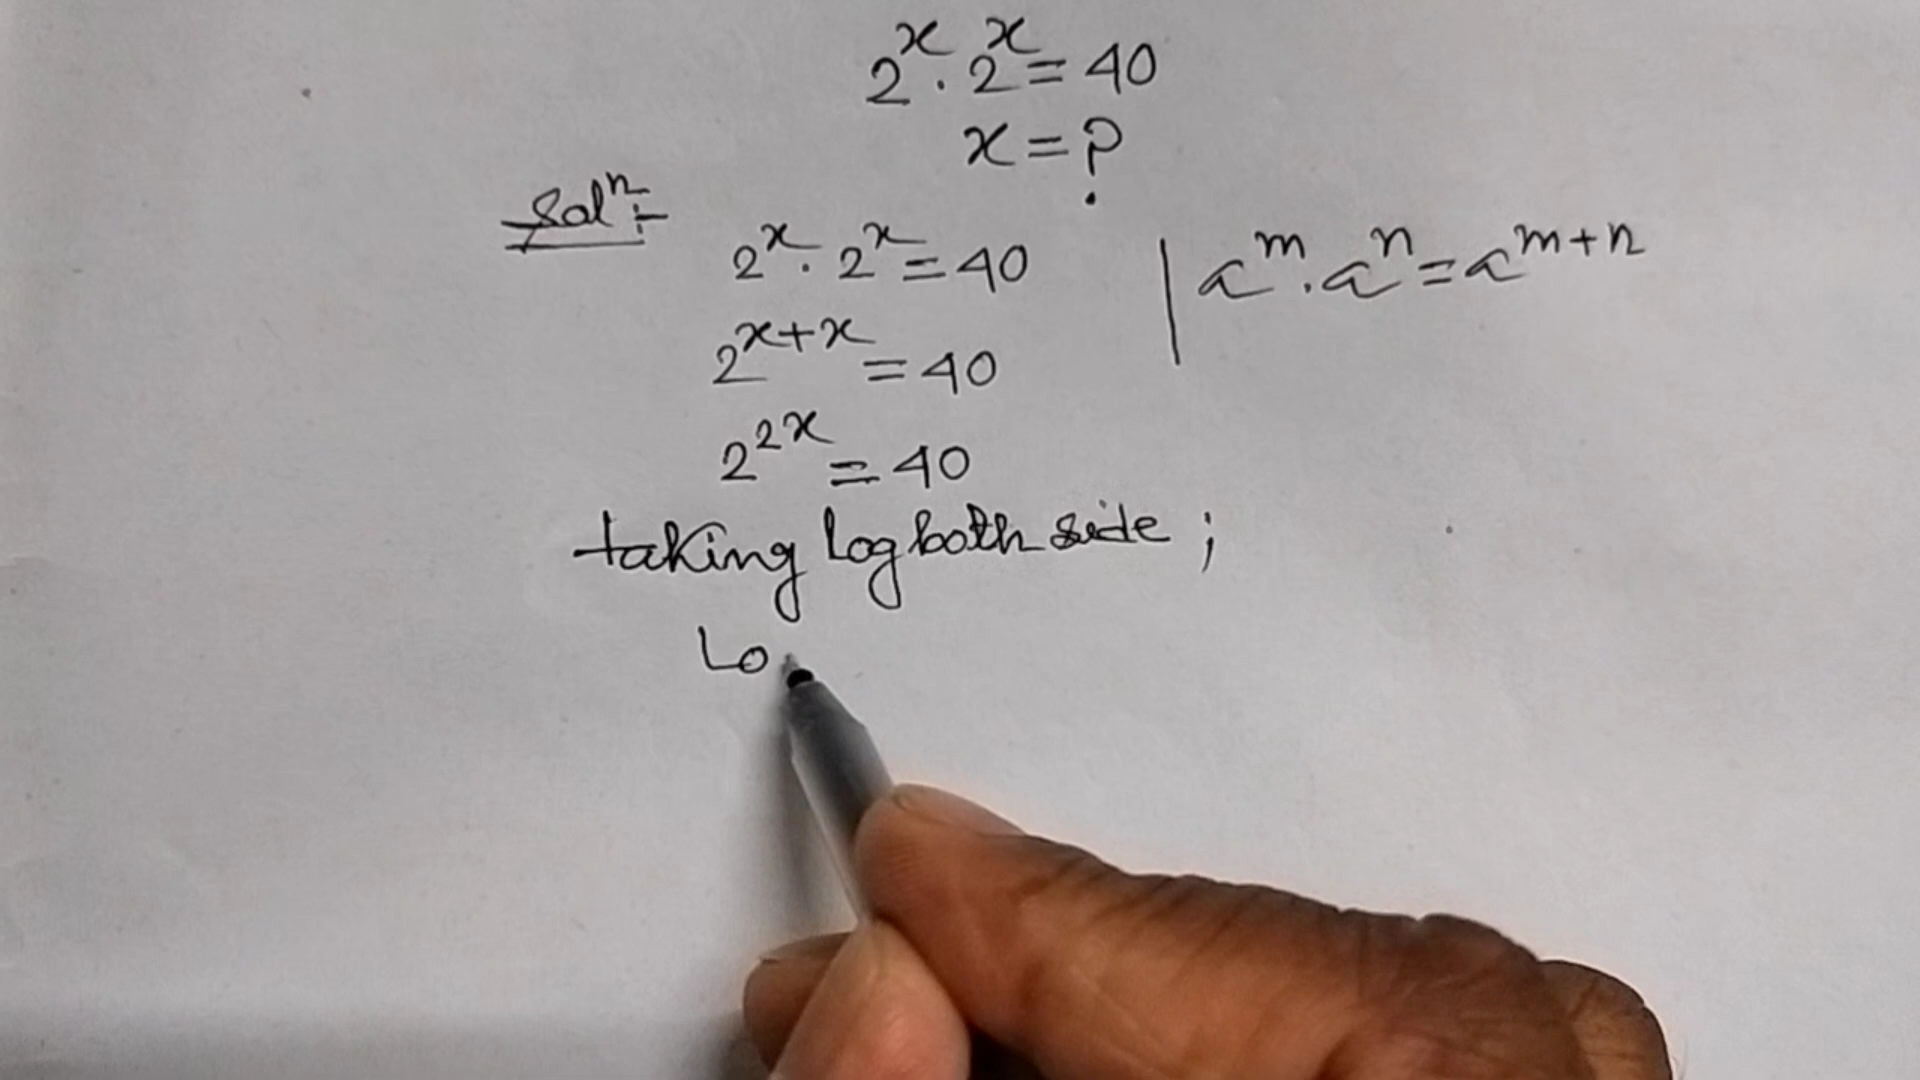 2^x · 2^x = 40
x = ?
Solⁿ:-
2^x · 2^x = 40 | a^m · a^n = a^(m+n)
2^(x+x) = 40
2^(2x) = 40
taking log both side ;
Lo